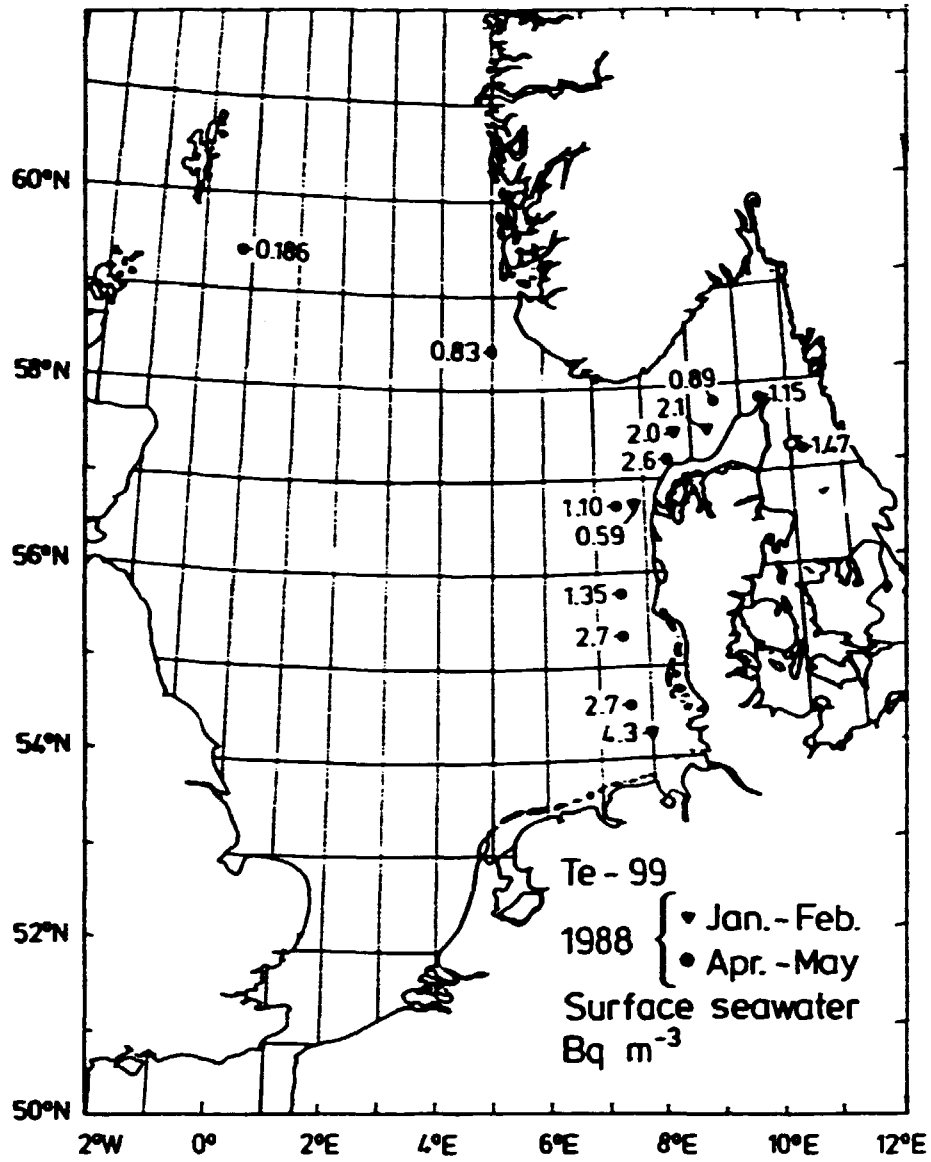 60°N
0.186
0.83
58°N
0.89
1.15
2.1
2.0
1.47
2.6
1.10
0.59
56°N
1.35
2.7
2.7
4.3
54°N
Te-99
52°N
1988
Jan.-Feb.
Apr.-May
Surface seawater
Bq m⁻³
50°N
2°W 0° 2°E 4°E 6°E 8°E 10°E 12°E